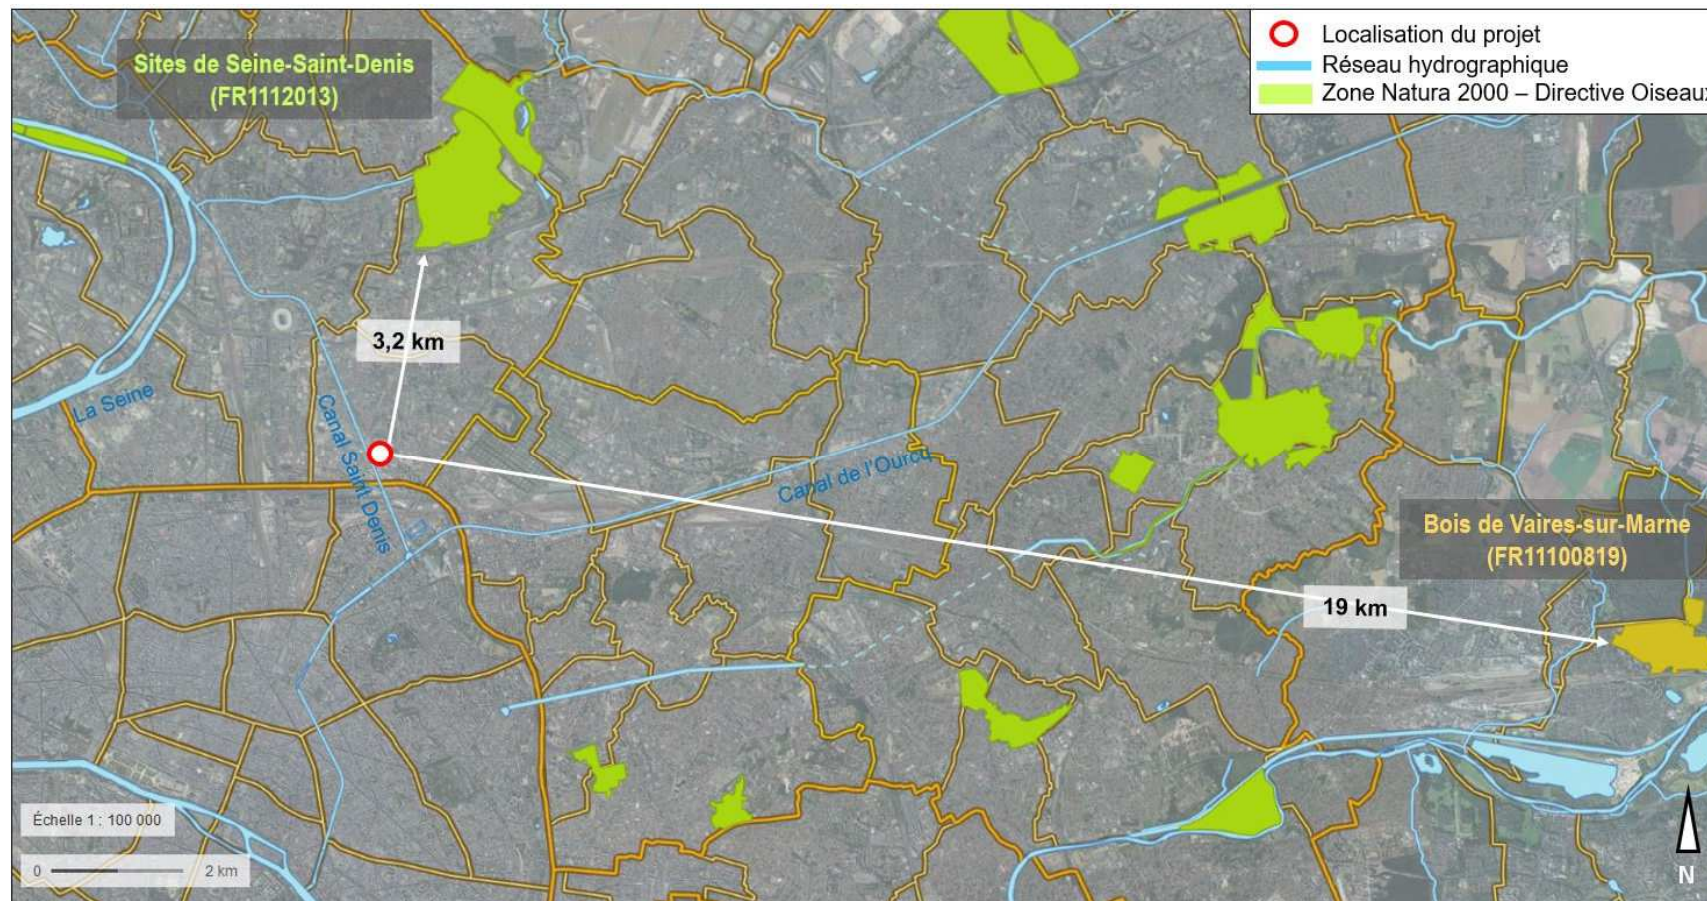 Sites de Seine-Saint-Denis
(FR1112013)
Localisation du projet
Réseau hydrographique
Zone Natura 2000 – Directive Oiseaux
3,2 km
La Seine
Canal Saint Denis
Canal de l'Ourcq
Bois de Vaires-sur-Marne
(FR11100819)
19 km
Échelle 1 : 100 000
0 2 km
N